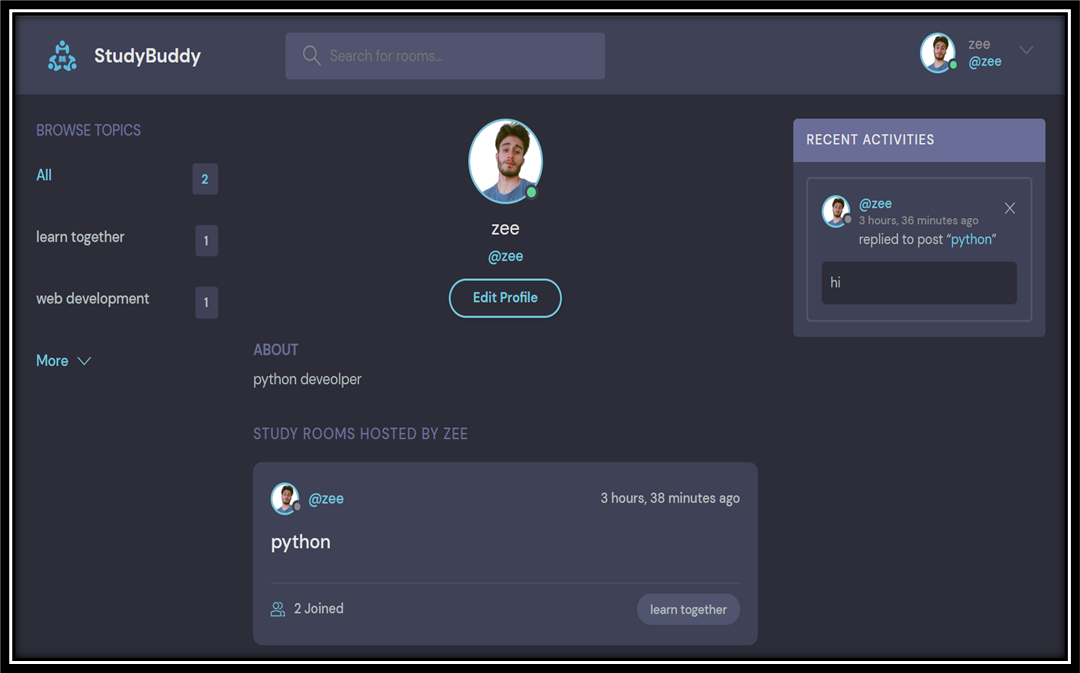 StudyBuddy
Search for rooms...
zee
@zee
BROWSE TOPICS
All
2
learn together
1
web development
1
More
zee
@zee
Edit Profile
ABOUT
python deveolper
STUDY ROOMS HOSTED BY ZEE
@zee
3 hours, 38 minutes ago
python
2 Joined
learn together
RECENT ACTIVITIES
@zee
3 hours, 36 minutes ago
replied to post “python”
hi